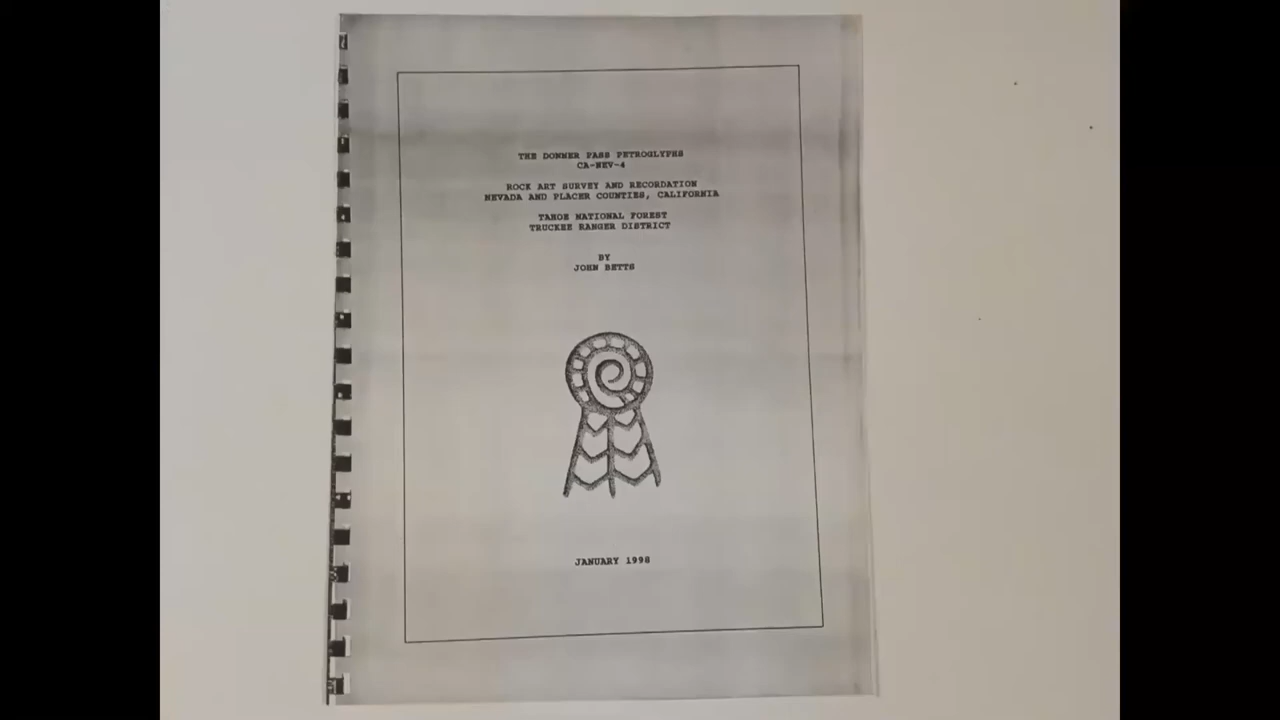 THE DONNER PASS PETROGLYPHS
CA-NEV-4
ROCK ART SURVEY AND RECORDATION
NEVADA AND PLACER COUNTIES, CALIFORNIA
TAHOE NATIONAL FOREST
TRUCKEE RANGER DISTRICT
BY
JOHN BETTS
JANUARY 1998